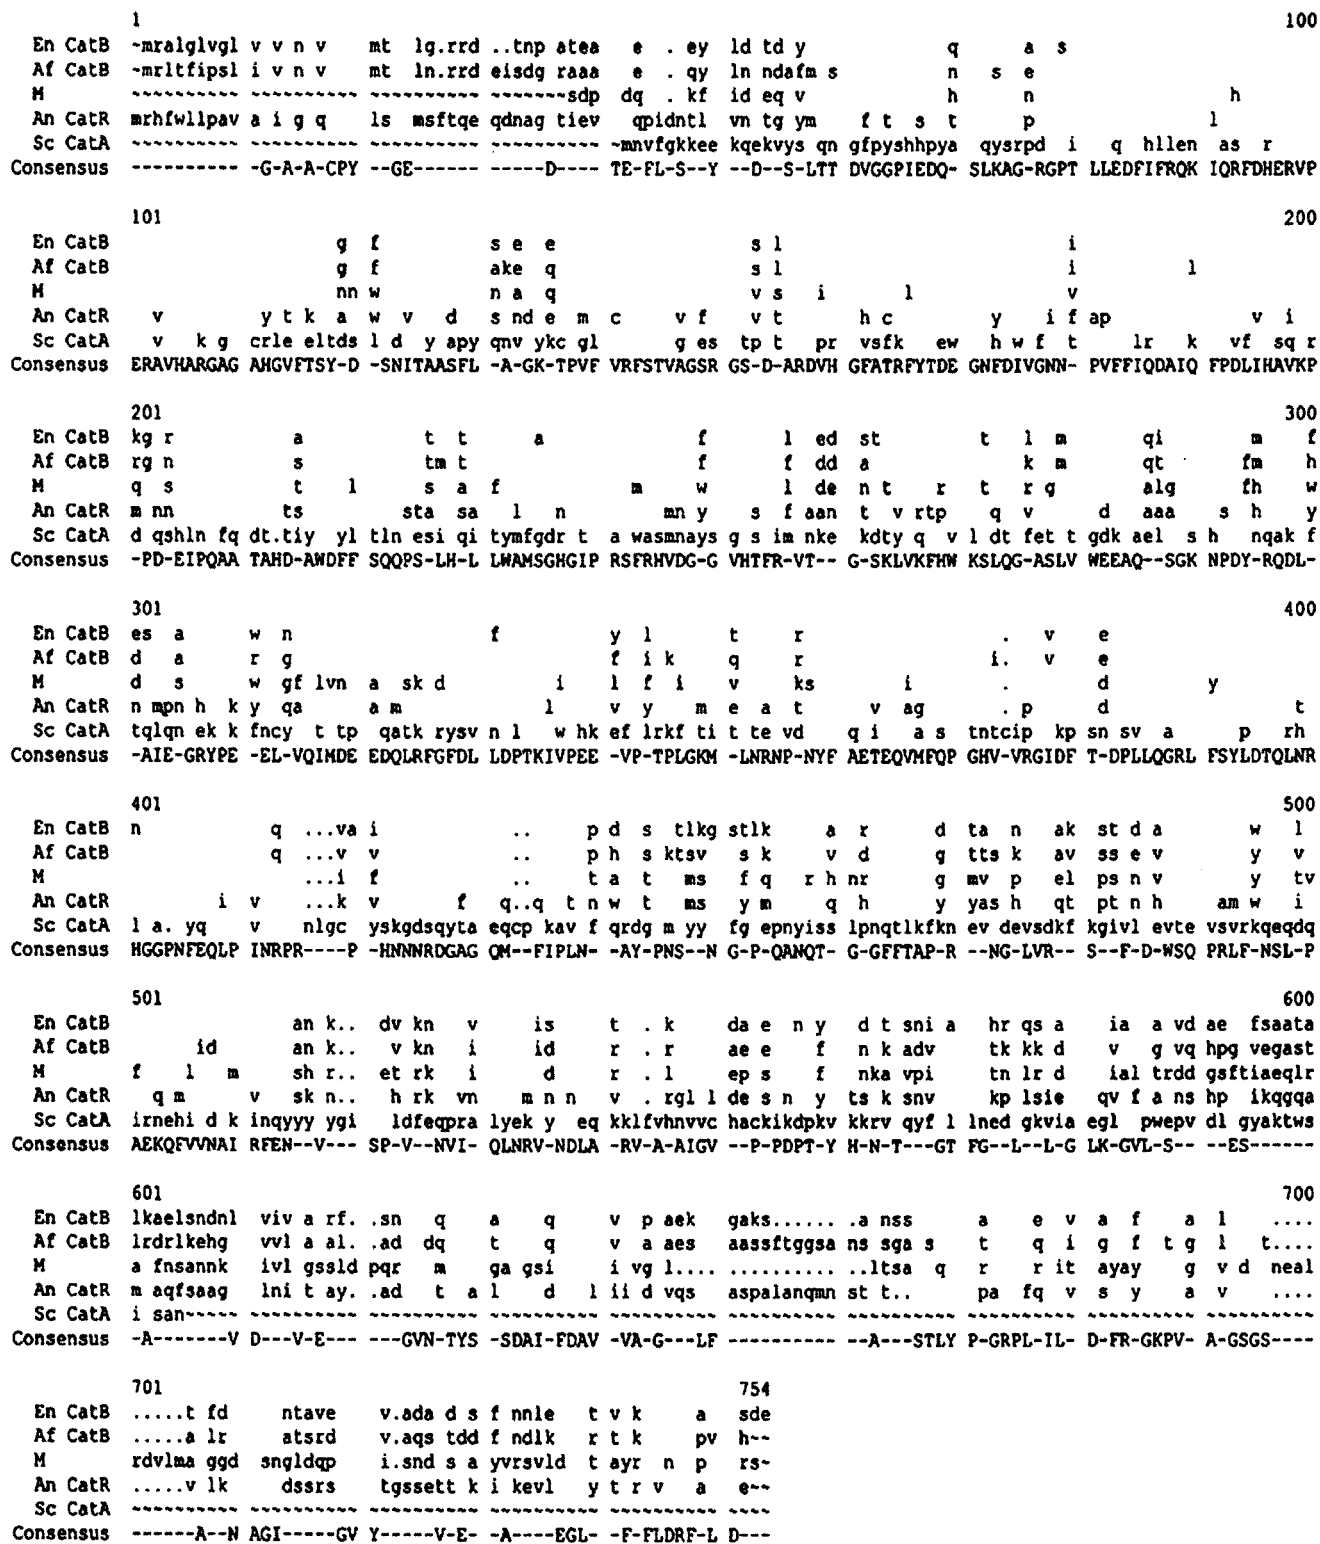 1 100
En CatB ~mralglvgl v v n v mt lg.rrd ..tnp atea e . ey ld td y q a s
Af CatB ~mrltfipsl i v n v mt ln.rrd eisdg raaa e . qy ln ndafm s n s e
M ~~~~~~~~~~ ~~~~~~~~~~ ~~~~~~~~~~ ~~~~~~~sdp dq . kf id eq v h n h
An CatR mrhfwllpav a i g q ls msftqe qdnag tiev qpidntl vn tg ym f t s t p l
Sc CatA ~~~~~~~~~~ ~~~~~~~~~~ ~~~~~~~~~~ ~~~~~~~~~~ ~mnvfgkkee kqekvys qn gfpyshhpya qysrpd i q hllen as r
Consensus ---------- -G-A-A-CPY --GE------ -----D---- TE-FL-S--Y --D--S-LTT DVGGPIEDQ- SLKAG-RGPT LLEDFIFRQK IQRFDHERVP
101 200
En CatB g f s e e s l i
Af CatB g f ake q s l i l
M nn w n a q v s i l v
An CatR v y t k a w v d s nd e m c v f v t h c y i f ap v i
Sc CatA v k g crle eltds l d y apy qnv ykc gl g es tp t pr vsfk ew h w f t lr k vf sq r
Consensus ERAVHARGAG AHGVFTSY-D -SNITAASFL -A-GK-TPVF VRFSTVAGSR GS-D-ARDVH GFATRFYTDE GNFDIVGNN- PVFFIQDAIQ FPDLIHAVKP
201 300
En CatB kg r a t t a f l ed st t l m qi m f
Af CatB rg n s tm t f f dd a k m qt fm h
M q s t l s a f m w l de n t r t r g alg fh w
An CatR m nn ts sta sa l n mn y s f aan t v rtp q v d aaa s h y
Sc CatA d qshln fq dt.tiy yl tln esi qi tymfgdr t a wasmnays g s im nke kdty q v l dt fet t gdk ael s h nqak f
Consensus -PD-EIPQAA TAHD-AWDFF SQQPS-LH-L LWAMSGHGIP RSFRHVDG-G VHTFR-VT-- G-SKLVKFHW KSLQG-ASLV WEEAQ--SGK NPDY-RQDL-
301 400
En CatB es a w n f y l t r . v e
Af CatB d a r g f i k q r i. v e
M d s w gf lvn a sk d i l f i v ks i . d y
An CatR n mpn h k y qa a m l v y m e a t v ag .p d t
Sc CatA tqlqn ek k fncy t tp qatk rysv n l w hk ef lrkf ti t te vd q i a s tntcip kp sn sv a p rh
Consensus -AIE-GRYPE -EL-VQIMDE EDQLRFGFDL LDPTKIVPEE -VP-TPLGKM -LNRNP-NYF AETEQVMFQP GHV-VRGIDF T-DPLLQGRL FSYLDTQLNR
401 500
En CatB n q ...va i .. p d s tlkg stlk a r d ta n ak st d a w l
Af CatB q ...v v .. p h s ktsv s k v d g tts k av ss e v y v
M ...i f .. t a t ms f q r h nr g mv p el ps n v y tv
An CatR i v ...k v f q..q t nw t ms y m q h y yas h qt pt n h am w i
Sc CatA l a. yq v nlgc yskgdsqyta eqcp kav f qrdg m yy fg epnyiss lpnqtlkfkn ev devsdkf kgivl evte vsvrkqeqdq
Consensus HGGPNFEQLP INRPR----P -HNNNRDGAG QM--FIPLN- -AY-PNS--N G-P-QANQT- G-GFFTAP-R --NG-LVR-- S--F-D-WSQ PRLF-NSL-P
501 600
En CatB an k.. dv kn v is t . k da e n y d t sni a hr qs a ia a vd ae fsaata
Af CatB id an k.. v kn i id r . r ae e f n k adv tk kk d v g vq hpg vegast
M f l m sh r.. et rk i d r . l ep s f nka vpi tn lr d ial trdd gsftiaeqlr
An CatR q m v sk n.. h rk vn m nn v .rgl l de s n y ts k snv kp lsie qv f a ns hp ikqgqa
Sc CatA irnehi d k inqyyy ygi ldfeqpra lyek y eq kklfvhnvvc hackikdpkv kkrv qyf l lned gkvia egl pwepv dl gyaktws
Consensus AEKQFVVNAI RFEN--V--- SP-V--NVI- QLNRV-NDLA -RV-A-AIGV --P-PDPT-Y H-N-T---GT FG--L--L-G LK-GVL-S-- --ES------
601 700
En CatB lkaelsndnl viv a rf. .sn q a q v p aek gaks...... .a nss a e v a f a l ....
Af CatB lrdrlkehg vvl a al. .ad dq t q v a aes aassftggsa ns sga s t q i g f t g l t....
M a fnsannk ivl gssld pqr m ga gsi i vg l.... .......... ..ltsa q r r it ayay g v d neal
An CatR m aqfsaag lni t ay. .ad t a l d l ii d vqs aspalanqmn st t.. pa fq v s y a v ....
Sc CatA i san~~~~~ ~~~~~~~~~~ ~~~~~~~~~~ ~~~~~~~~~~ ~~~~~~~~~~ ~~~~~~~~~~ ~~~~~~~~~~ ~~~~~~~~~~ ~~~~~~~~~~ ~~~~~~~~~~
Consensus -A-------V D---V-E--- ----GVN-TYS -SDAI-FDAV -VA-G---LF ---------- --A---STLY P-GRPL-IL- D-FR-GKPV- A-GSGS----
701 754
En CatB .....t fd ntave v.ada d s f nnle t v k a sde
Af CatB .....a lr atsrd v.aqs tdd f ndlk r t k pv h~~
M rdvlma ggd sngldqp i.snd s a yvrsvld t ayr n p rs~
An CatR .....v lk dssrs tgssett k i kevl y t r v a e~~
Sc CatA ~~~~~~~~~~ ~~~~~~~~~~ ~~~~~~~~~~ ~~~~~~~~~~ ~~~~~~~~~~ ~~~~
Consensus ------A--N AGI-----GV Y-----V-E- -A----EGL- -F-FLDRF-L D---